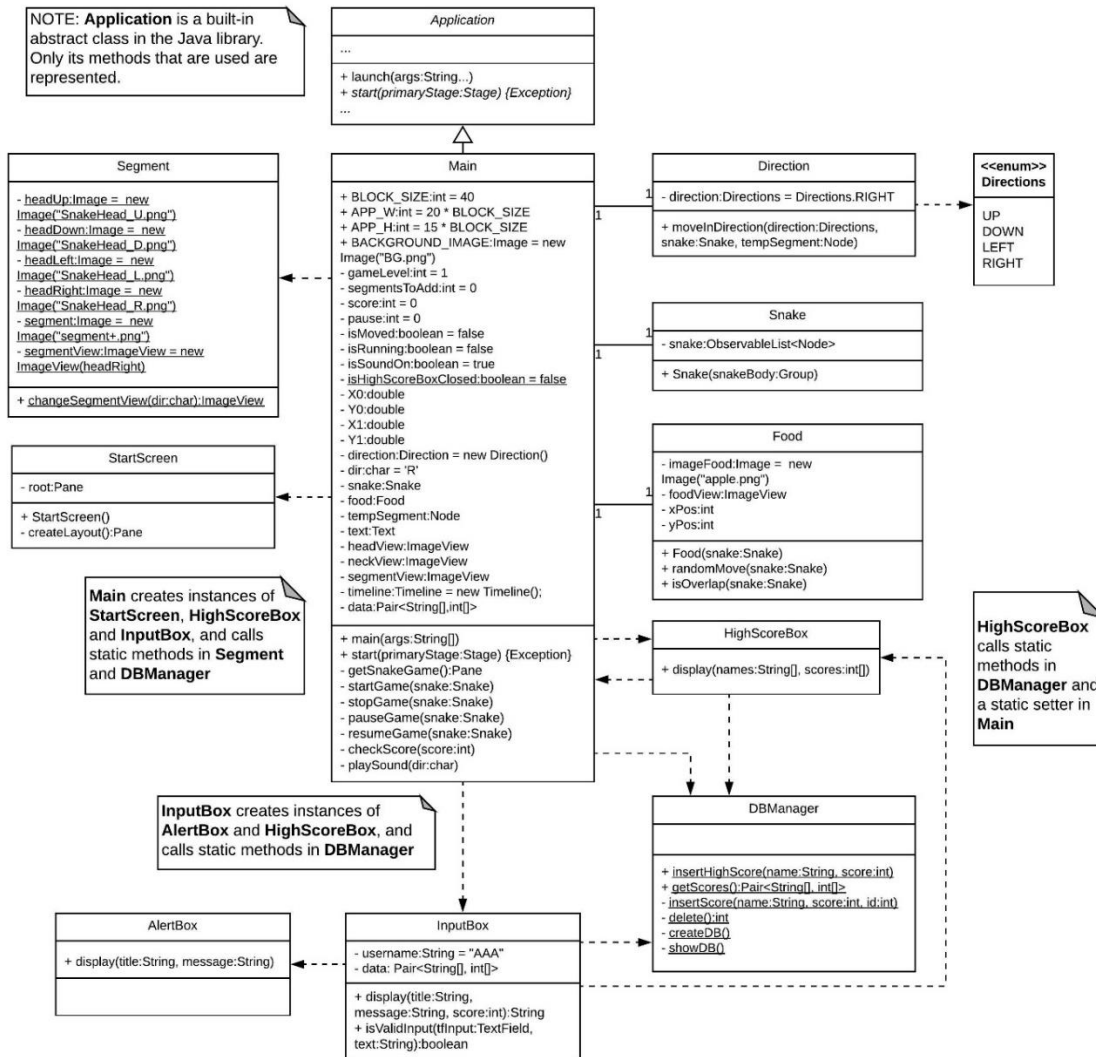 NOTE: Application is a built-in
abstract class in the Java library.
Only its methods that are used are
represented.
Application
...
+ launch(args:String...)
+ start(primaryStage:Stage) {Exception}
...
Segment
- headUp:Image = new
Image("SnakeHead_U.png")
- headDown:Image = new
Image("SnakeHead_D.png")
- headLeft:Image = new
Image("SnakeHead_L.png")
- headRight:Image = new
Image("SnakeHead_R.png")
- segment:Image = new
Image("segment+.png")
- segmentView:ImageView = new
ImageView(headRight)
+ changeSegmentView(dir:char):ImageView
Main
+ BLOCK_SIZE:int = 40
+ APP_W:int = 20 * BLOCK_SIZE
+ APP_H:int = 15 * BLOCK_SIZE
+ BACKGROUND_IMAGE:Image = new
Image("BG.png")
- gameLevel:int = 1
- segmentsToAdd:int = 0
- score:int = 0
- pause:int = 0
- isMoved:boolean = false
- isRunning:boolean = false
- isSoundOn:boolean = true
- isHighScoreBoxClosed:boolean = false
- X0:double
- Y0:double
- X1:double
- Y1:double
- direction:Direction = new Direction()
- dir:char = 'R'
- snake:Snake
- food:Food
- tempSegment:Node
- text:Text
- headView:ImageView
- neckView:ImageView
- segmentView:ImageView
- timeline:Timeline = new Timeline();
- data:Pair<String[],int[]>
+ main(args:String[])
+ start(primaryStage:Stage) {Exception}
- getSnakeGame():Pane
- startGame(snake:Snake)
- stopGame(snake:Snake)
- pauseGame(snake:Snake)
- resumeGame(snake:Snake)
- checkScore(score:int)
- playSound(dir:char)
1
1
Direction
- direction:Directions = Directions.RIGHT
+ moveInDirection(direction:Directions,
snake:Snake, tempSegment:Node)
<<enum>>
Directions
UP
DOWN
LEFT
RIGHT
1
1
Snake
- snake:ObservableList<Node>
+ Snake(snakeBody:Group)
1
1
Food
- imageFood:Image = new
Image("apple.png")
- foodView:ImageView
- xPos:int
- yPos:int
+ Food(snake:Snake)
+ randomMove(snake:Snake)
+ isOverlap(snake:Snake)
StartScreen
- root:Pane
+ StartScreen()
- createLayout():Pane
Main creates instances of
StartScreen, HighScoreBox
and InputBox, and calls
static methods in Segment
and DBManager
HighScoreBox
+ display(names:String[], scores:int[])
HighScoreBox
calls static
methods in
DBManager and
a static setter in
Main
InputBox creates instances of
AlertBox and HighScoreBox, and
calls static methods in DBManager
DBManager
+ insertHighScore(name:String, score:int)
+ getScores():Pair<String[], int[]>
- insertScore(name:String, score:int, id:int)
- delete():int
- createDB()
- showDB()
AlertBox
+ display(title:String, message:String)
InputBox
- username:String = "AAA"
- data: Pair<String[], int[]>
+ display(title:String,
message:String, score:int):String
+ isValidInput(tfInput:TextField,
text:String):boolean